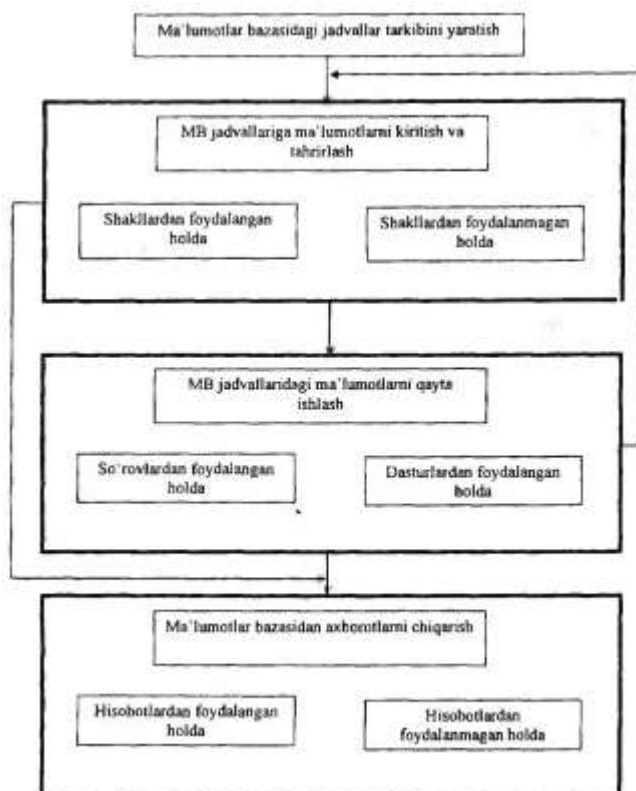 Ma'lumotlar bazasidagi jadvallar tarkibini yaratish
MB jadvallariga ma'lumotlarni kiritish va
tahrirlash
Shakllardan foydalangan
holda
Shakllardan foydalanmagan
holda
MB jadvallaridagi ma'lumotlarni qayta
ishlash
So'rovlardan foydalangan
holda
Dasturlardan foydalangan
holda
Ma'lumotlar bazasidan axborotlarni chiqarish
Hisobotlardan foydalangan
holda
Hisobotlardan
foydalanmagan holda